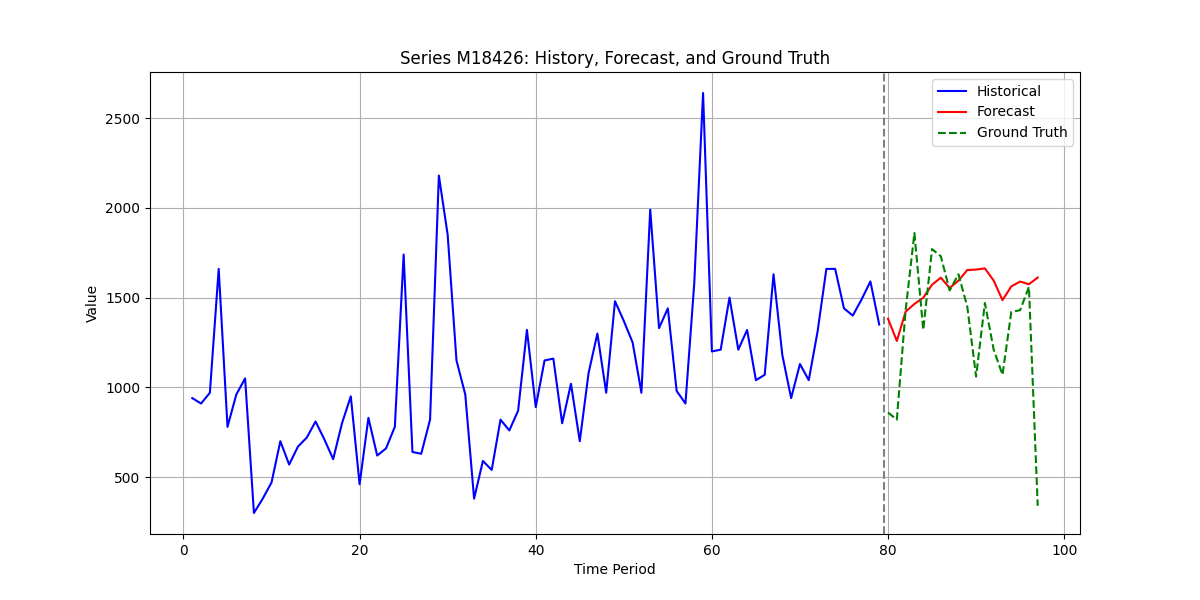 Series M18426: History, Forecast, and Ground Truth
Historical
Forecast
Ground Truth
Value
2500
2000
1500
1000
500
0 20 40 60 80 100
Time Period